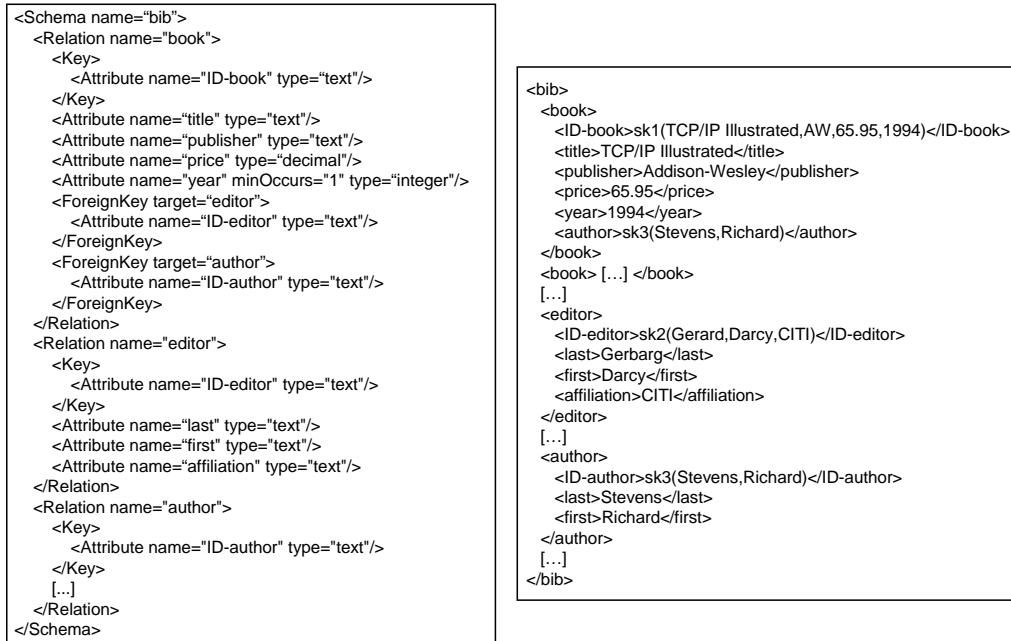 <Schema name=“bib”>
<Relation name="book">
<Key>
<Attribute name="ID-book" type=“text"/>
</Key>
<Attribute name=“title" type="text"/>
<Attribute name=“publisher" type="text"/>
<Attribute name=“price" type=“decimal"/>
<Attribute name=“year" minOccurs="1" type=“integer"/>
<ForeignKey target=“editor”>
<Attribute name=“ID-editor" type="text"/>
</ForeignKey>
<ForeignKey target=“author”>
<Attribute name=“ID-author" type="text"/>
</ForeignKey>
</Relation>
<Relation name="editor">
<Key>
<Attribute name="ID-editor" type="text"/>
</Key>
<Attribute name=“last" type="text"/>
<Attribute name=“first" type="text"/>
<Attribute name=“affiliation" type="text"/>
</Relation>
<Relation name="author">
<Key>
<Attribute name="ID-author" type="text"/>
</Key>
[...]
</Relation>
</Schema>
<bib>
<book>
<ID-book>sk1(TCP/IP Illustrated,AW,65.95,1994)</ID-book>
<title>TCP/IP Illustrated</title>
<publisher>Addison-Wesley</publisher>
<price>65.95</price>
<year>1994</year>
<author>sk3(Stevens,Richard)</author>
</book>
<book> […] </book>
[…]
<editor>
<ID-editor>sk2(Gerard,Darcy,CITI)</ID-editor>
<last>Gerbarg</last>
<first>Darcy</first>
<affiliation>CITI</affiliation>
</editor>
[…]
<author>
<ID-author>sk3(Stevens,Richard)</ID-author>
<last>Stevens</last>
<first>Richard</first>
</author>
[…]
</bib>